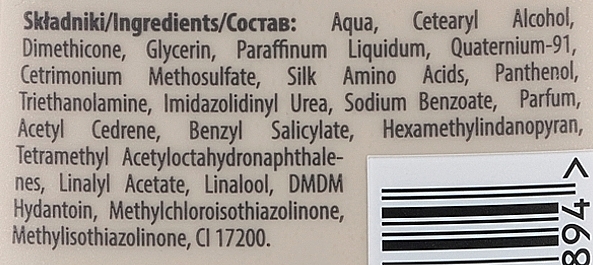 Składniki/Ingredients/Состав: Aqua, Cetearyl Alcohol,
Dimethicone, Glycerin, Paraffinum Liquidum, Quaternium-91,
Cetrimonium Methosulfate, Silk Amino Acids, Panthenol,
Triethanolamine, Imidazolidinyl Urea, Sodium Benzoate, Parfum,
Acetyl Cedrene, Benzyl Salicylate, Hexamethylindanopyran,
Tetramethyl Acetyloctahydronaphthale-
nes, Linalyl Acetate, Linalool, DMDM
Hydantoin, Methylchloroisothiazolinone,
Methylisothiazolinone, CI 17200.
894 >